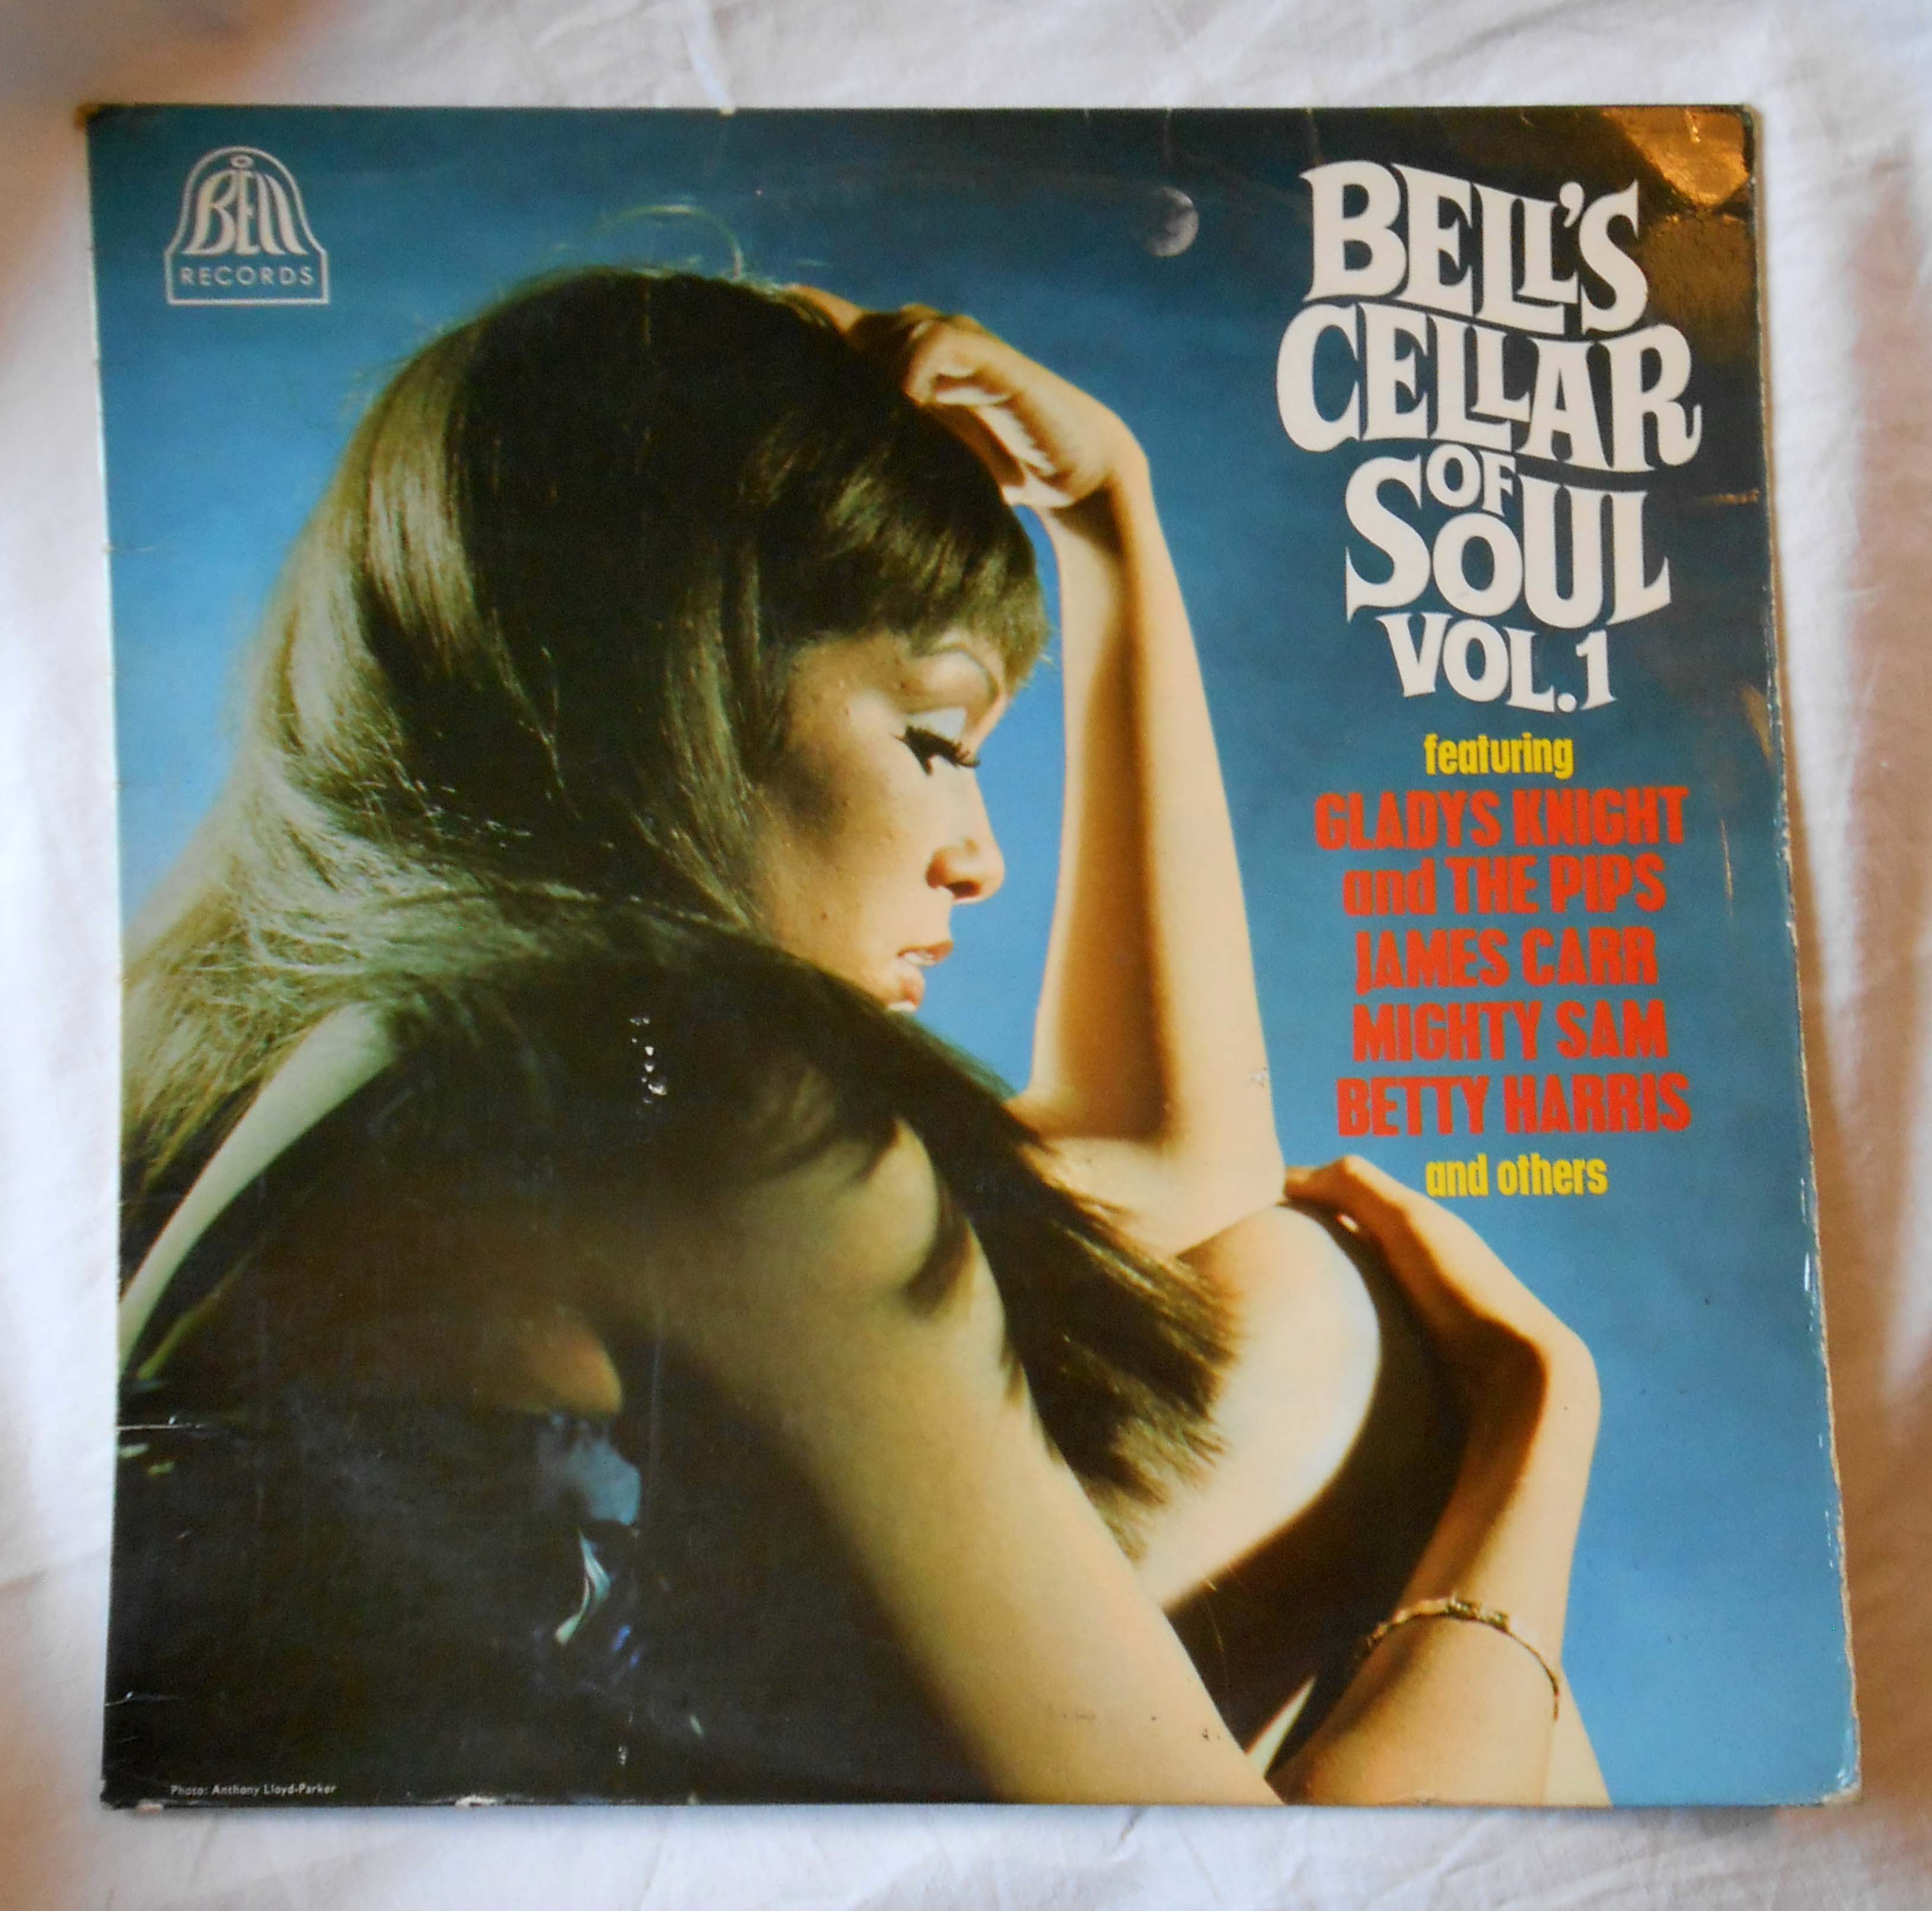 BELL
RECORDS
BELL'S
CELLAR
OF
SOUL
VOL.1
featuring
GLADYS KNIGHT
and THE PIPS
JAMES CARR
MIGHTY SAM
BETTY HARRIS
and others
Photo: Anthony Lloyd-Parker